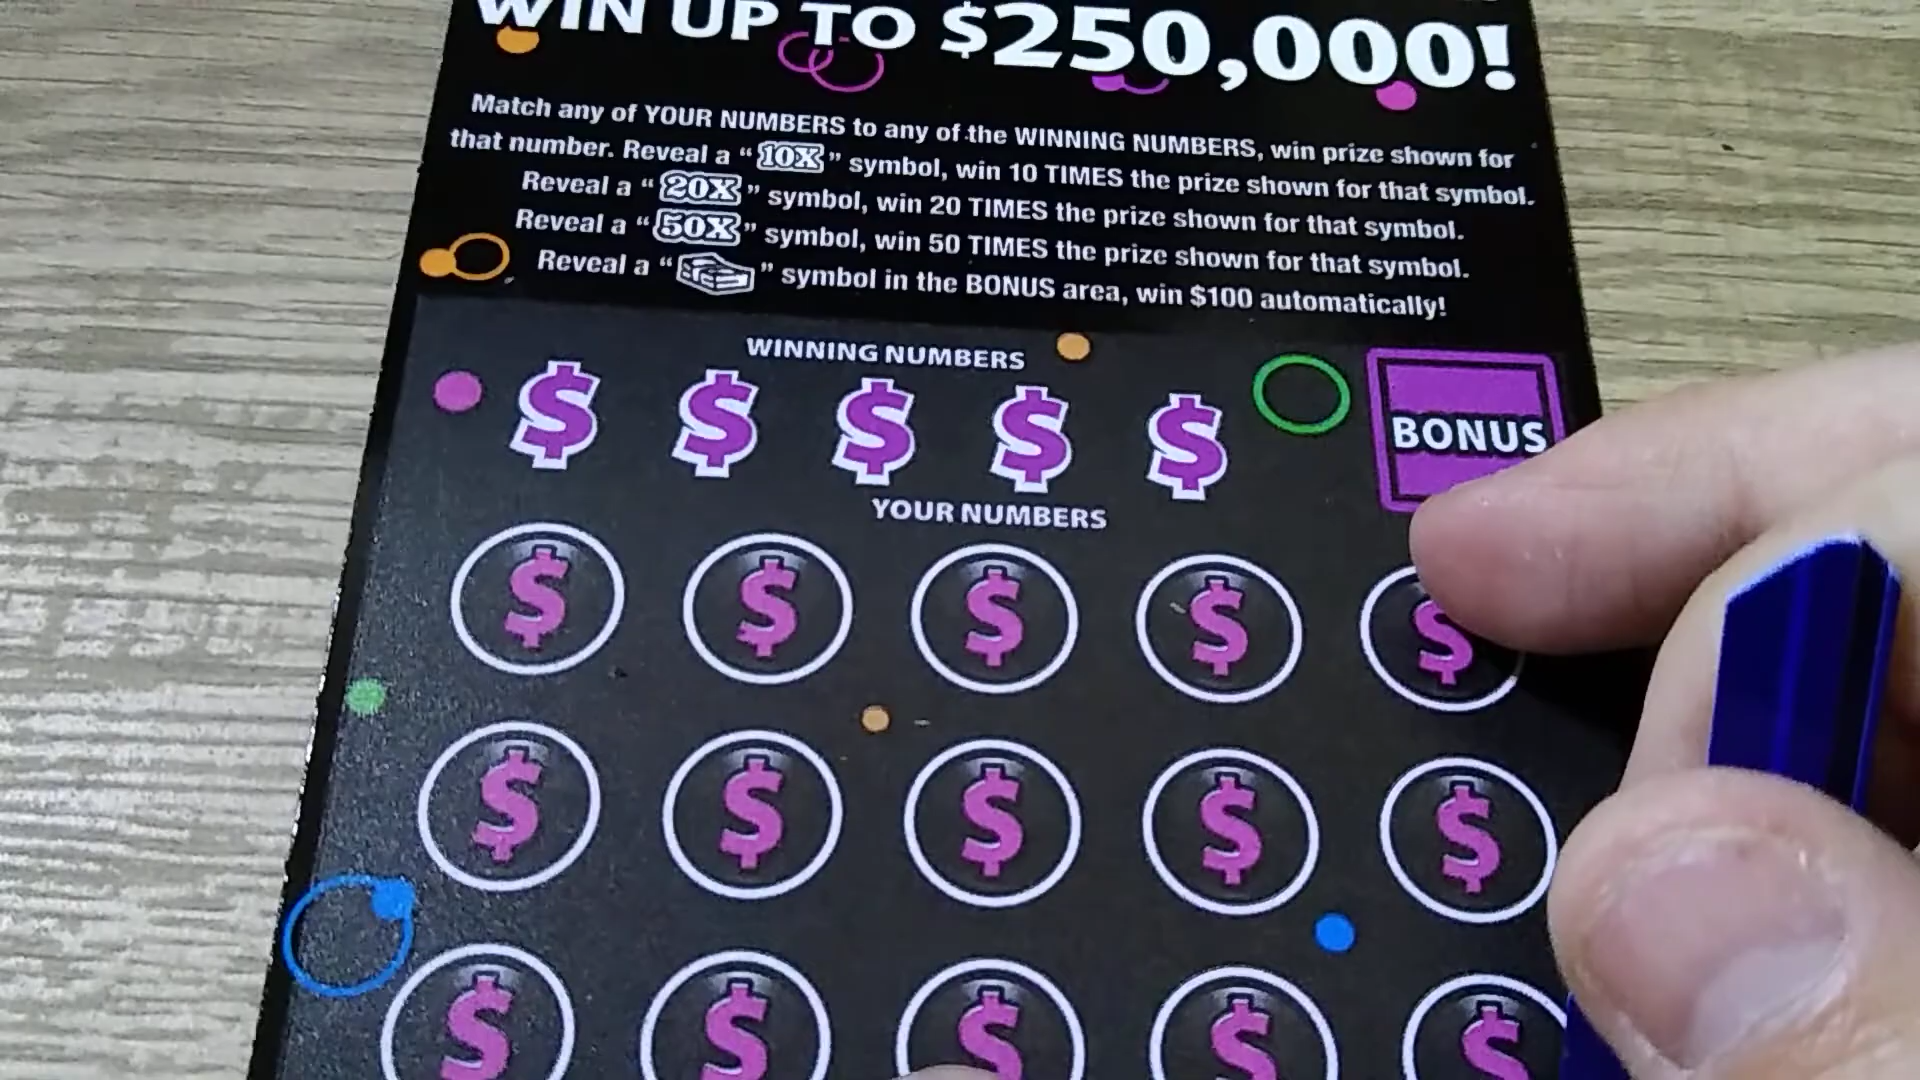 WIN UP TO $250,000!
Match any of YOUR NUMBERS to any of the WINNING NUMBERS, win prize shown for
that number. Reveal a “10X” symbol, win 10 TIMES the prize shown for that symbol.
Reveal a “20X” symbol, win 20 TIMES the prize shown for that symbol.
Reveal a “50X” symbol, win 50 TIMES the prize shown for that symbol.
Reveal a “ ” symbol in the BONUS area, win $100 automatically!
WINNING NUMBERS
$ $ $ $ $
BONUS
YOUR NUMBERS
$ $ $ $ $
$ $ $ $ $
$ $ $ $ $